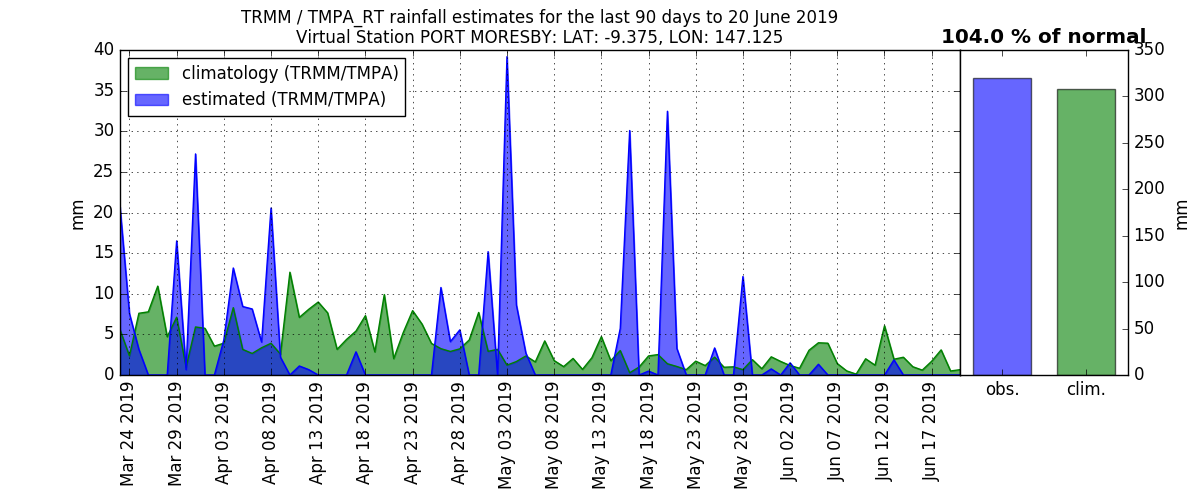 TRMM / TMPA_RT rainfall estimates for the last 90 days to 20 June 2019
Virtual Station PORT MORESBY: LAT: -9.375, LON: 147.125
104.0 % of normal
climatology (TRMM/TMPA)
estimated (TRMM/TMPA)
mm
40
35
30
25
20
15
10
5
0
Mar 24 2019
Mar 29 2019
Apr 03 2019
Apr 08 2019
Apr 13 2019
Apr 18 2019
Apr 23 2019
Apr 28 2019
May 03 2019
May 08 2019
May 13 2019
May 18 2019
May 23 2019
May 28 2019
Jun 02 2019
Jun 07 2019
Jun 12 2019
Jun 17 2019
obs.
clim.
350
300
250
200
150
100
50
0
mm